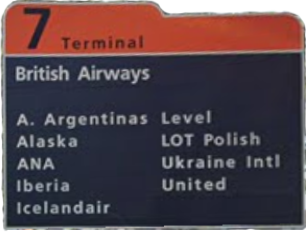 7 Terminal
British Airways
A. Argentinas Level
Alaska LOT Polish
ANA Ukraine Intl
Iberia United
Icelandair